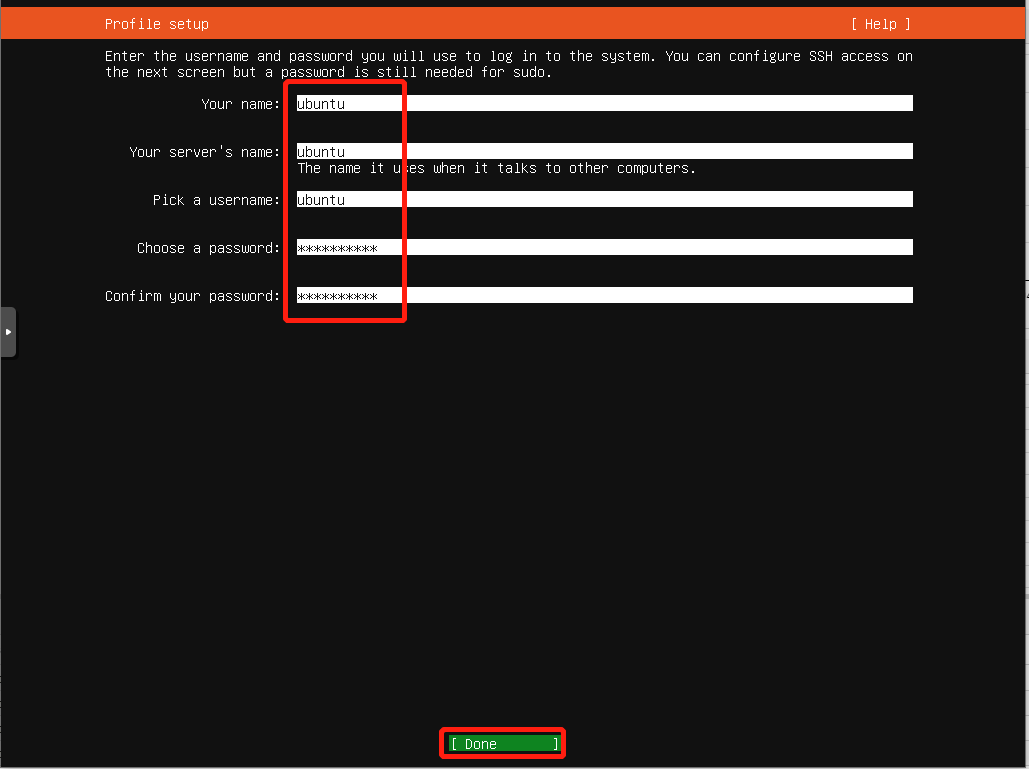 Profile setup [ Help ]
Enter the username and password you will use to log in to the system. You can configure SSH access on
the next screen but a password is still needed for sudo.
Your name: ubuntu
Your server's name: ubuntu
The name it uses when it talks to other computers.
Pick a username: ubuntu
Choose a password: **********
Confirm your password: **********
[ Done ]